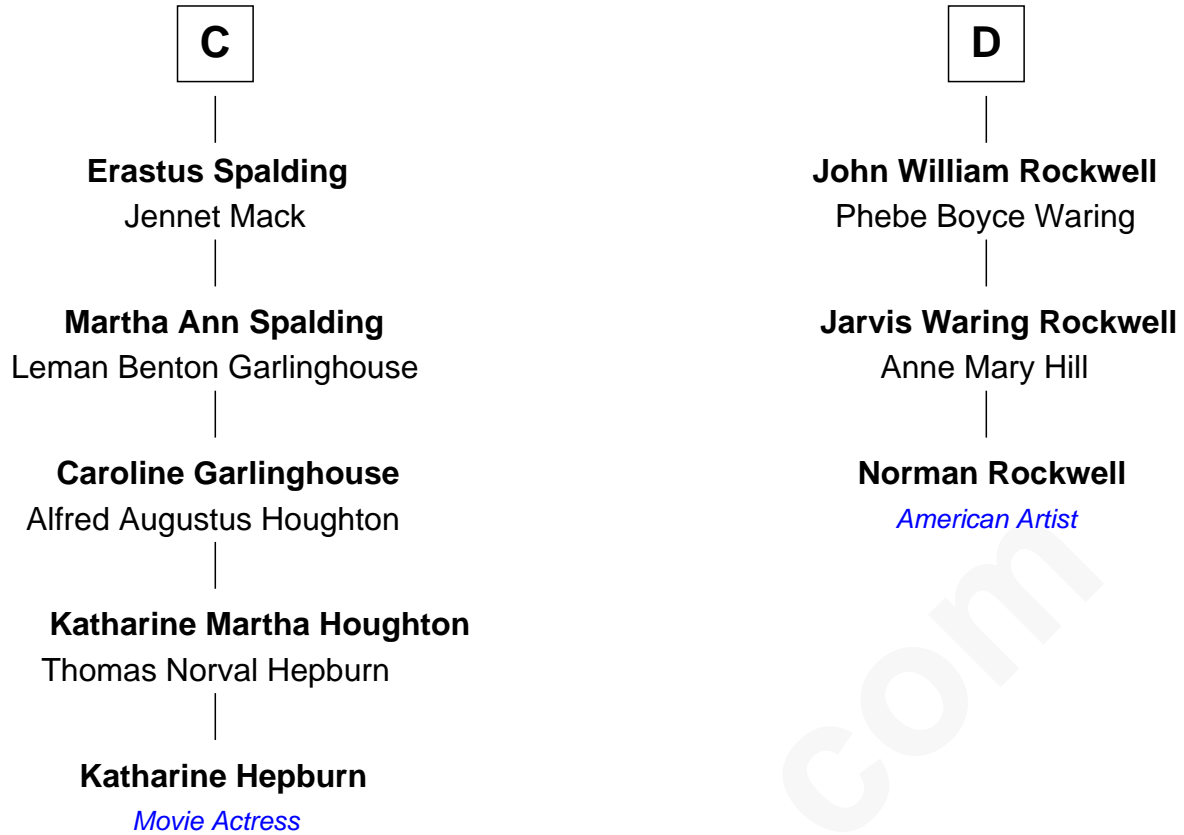 C
Erastus Spalding
Jennet Mack
Martha Ann Spalding
Leman Benton Garlinghouse
Caroline Garlinghouse
Alfred Augustus Houghton
Katharine Martha Houghton
Thomas Norval Hepburn
Katharine Hepburn
Movie Actress
D
John William Rockwell
Phebe Boyce Waring
Jarvis Waring Rockwell
Anne Mary Hill
Norman Rockwell
American Artist
com